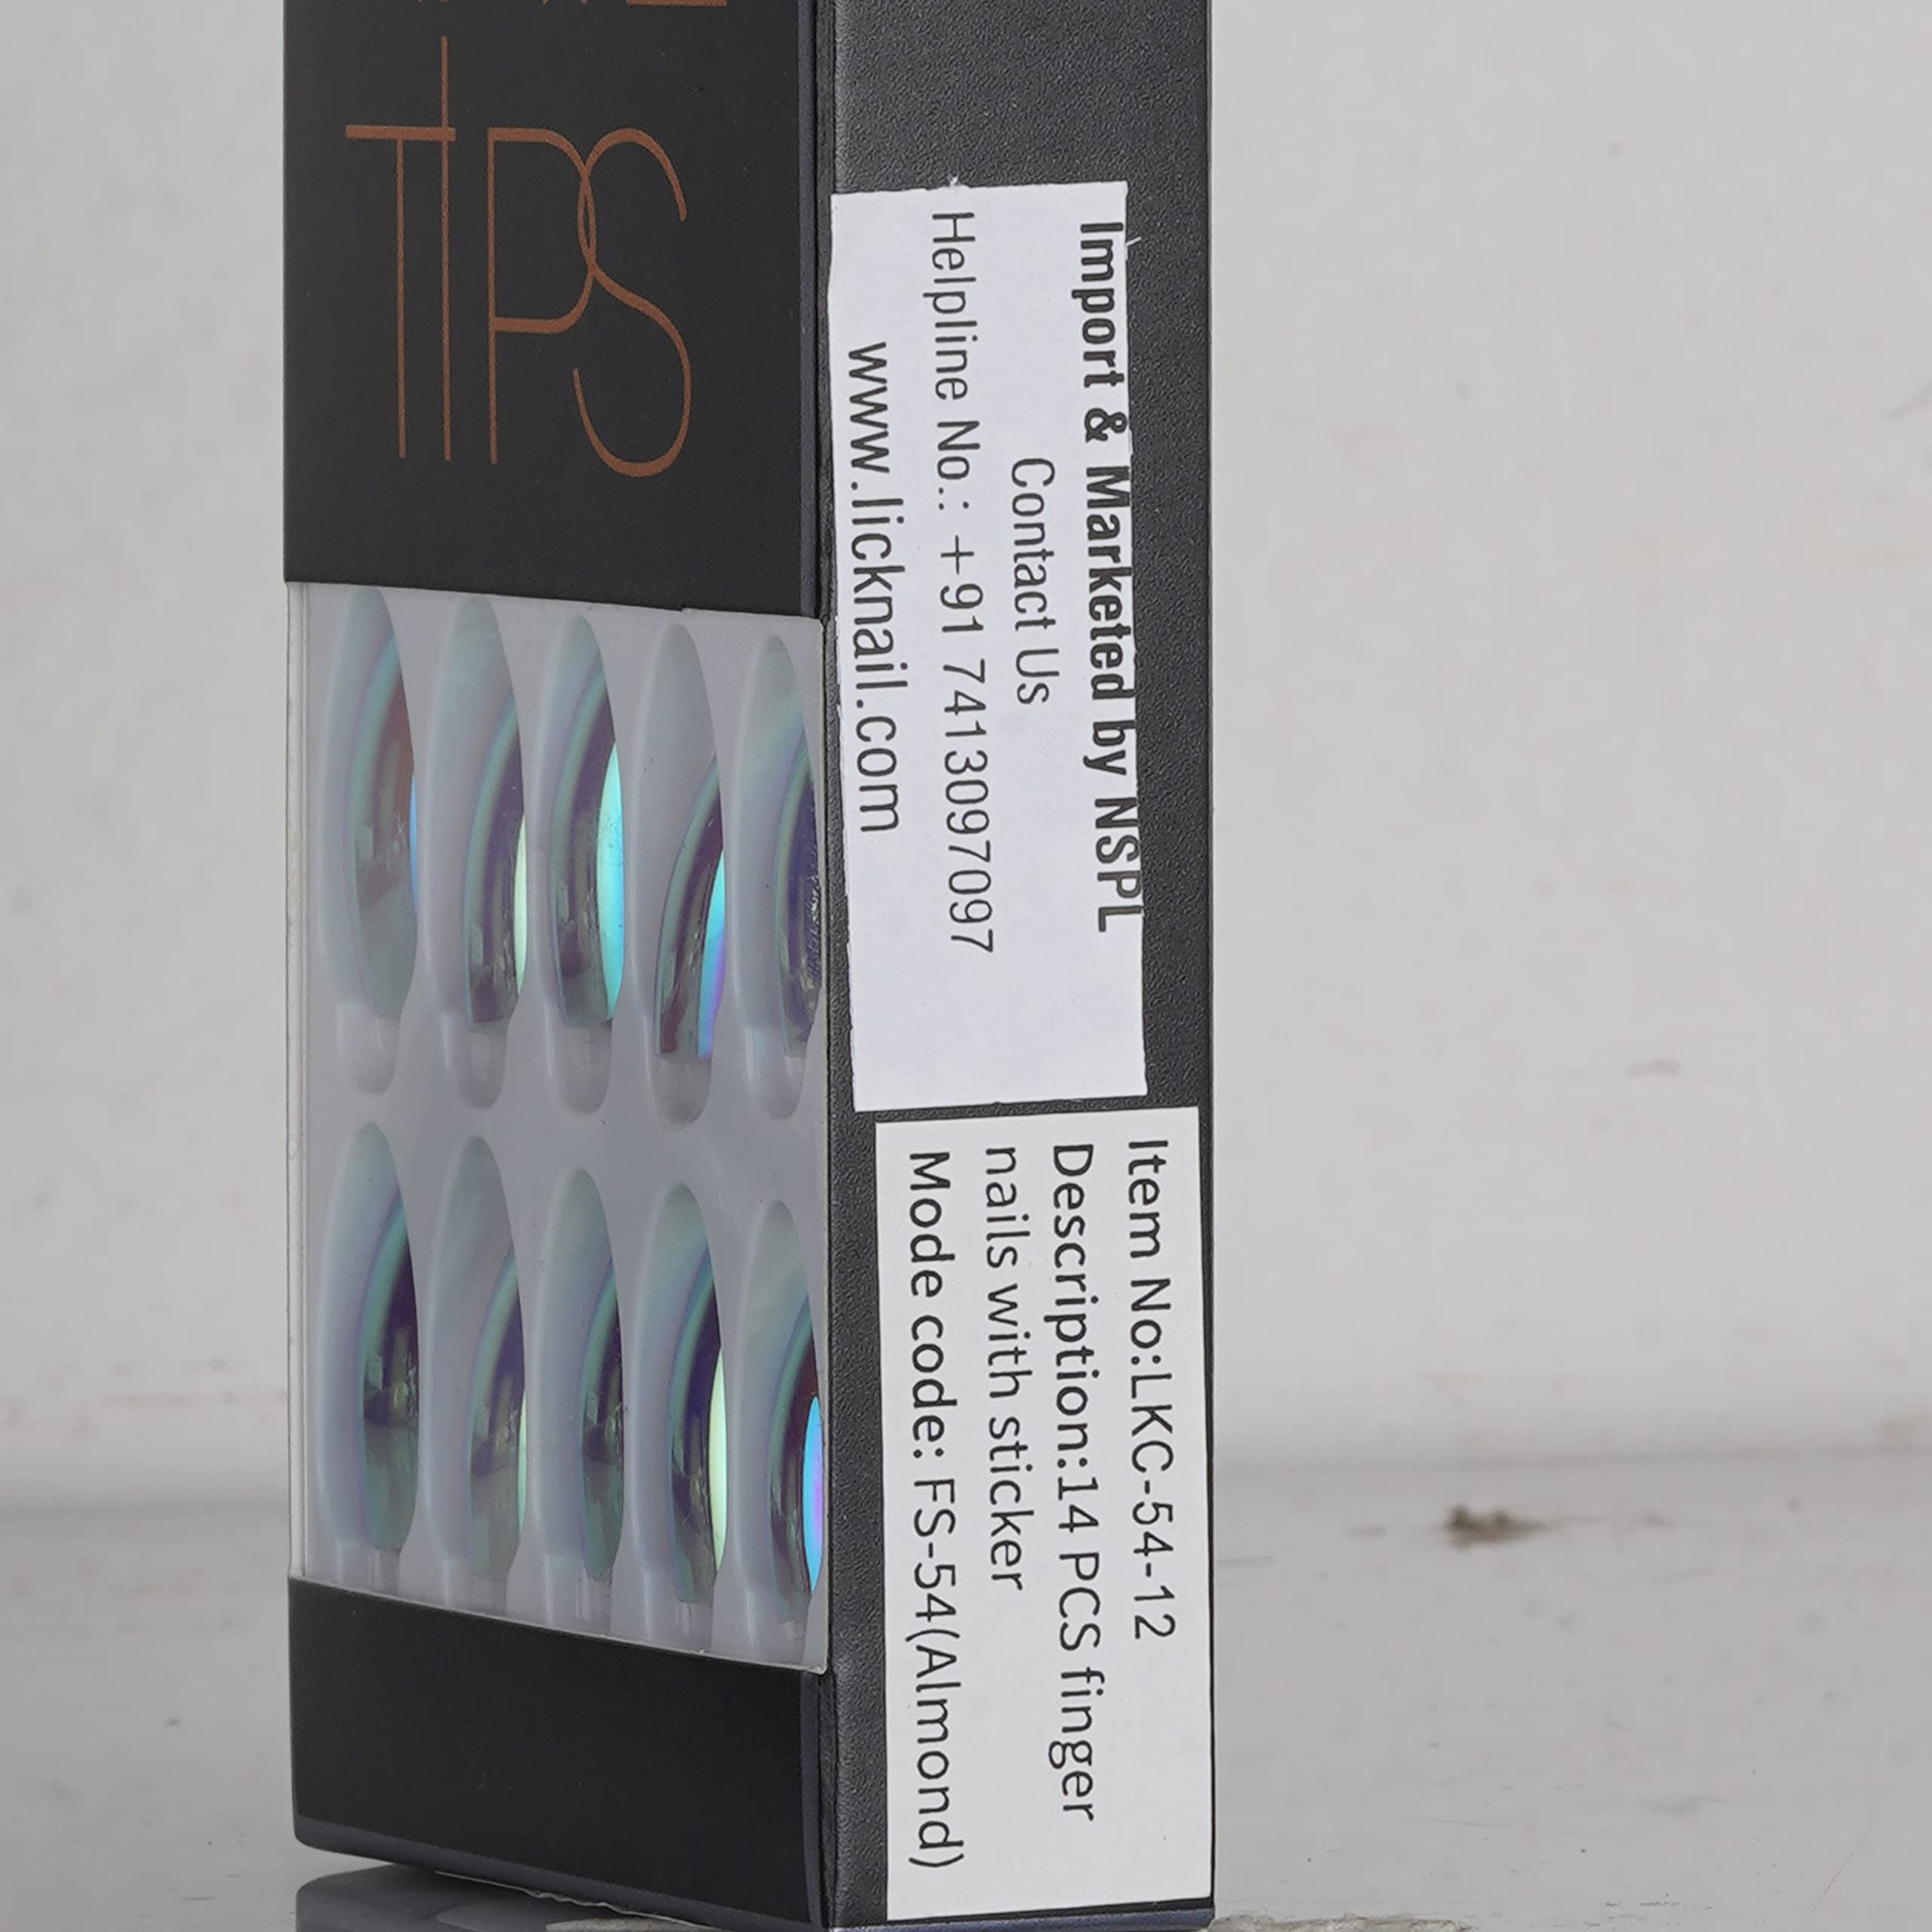 TIPS
Import & Marketed by NSPL
Contact Us
Helpline No.: +91 7413097097
www.licknail.com
Item No:LKC-54-12
Description:14 PCS finger
nails with sticker
Mode code: FS-54(Almond)